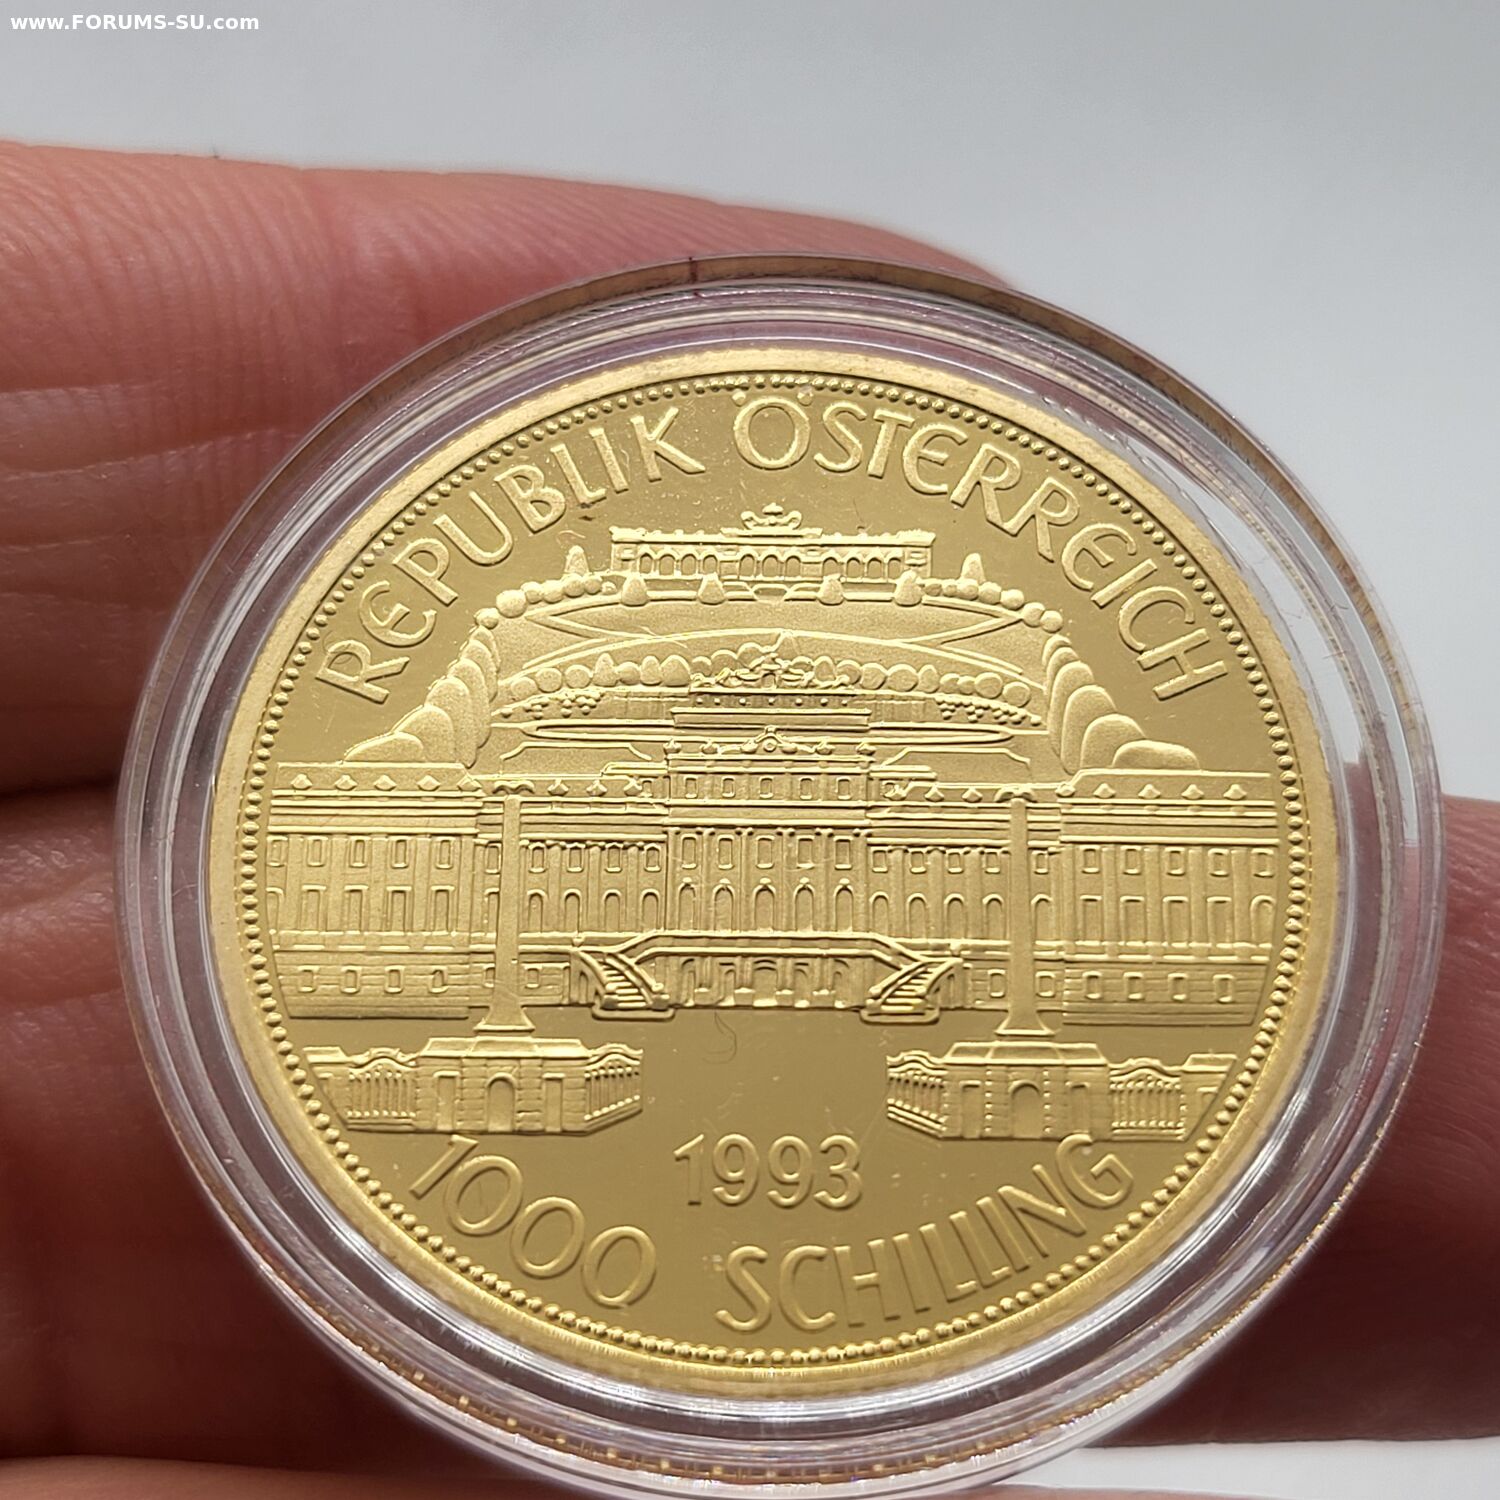 www.FORUMS-SU.com
REPUBLIK ÖSTERREICH
1993
1000 SCHILLING